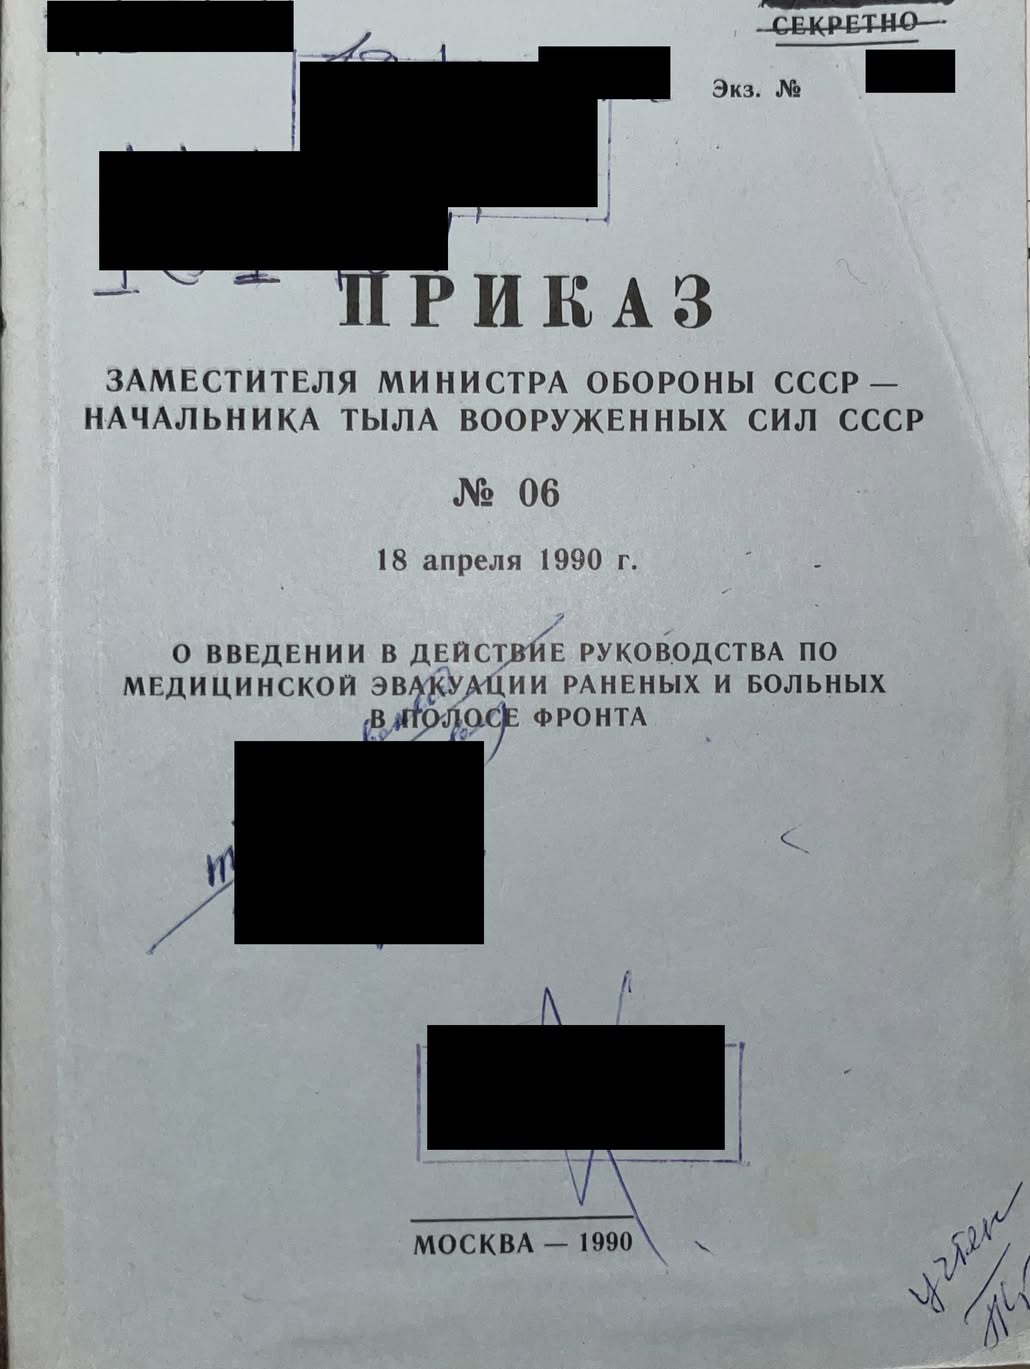 СЕКРЕТНО
Экз. №
ПРИКАЗ
ЗАМЕСТИТЕЛЯ МИНИСТРА ОБОРОНЫ СССР —
НАЧАЛЬНИКА ТЫЛА ВООРУЖЕННЫХ СИЛ СССР
№ 06
18 апреля 1990 г.
О ВВЕДЕНИИ В ДЕЙСТВИЕ РУКОВОДСТВА ПО
МЕДИЦИНСКОЙ ЭВАКУАЦИИ РАНЕНЫХ И БОЛЬНЫХ
В ПОЛОСЕ ФРОНТА
МОСКВА — 1990
учтен